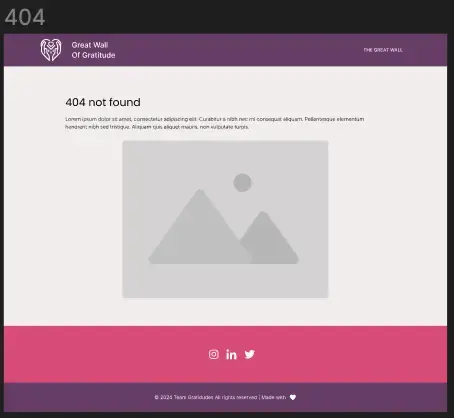 404
Great Wall
Of Gratitude
THE GREAT WALL
404 not found
Lorem ipsum dolor sit amet, consectetur adipiscing elit. Curabitur a nibh nec mi consequat aliquam. Pellentesque elementum
hendrerit nibh sed tristique. Aliquam quis aliquet mauris, non vulputate turpis.
© 2024 Team Gratidudes All rights reserved | Made with